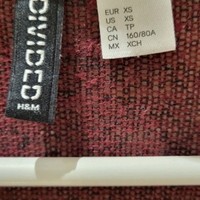 DIVIDED
H&M
EUR XS
US XS
CA TP
CN 160/80A
MX XCH